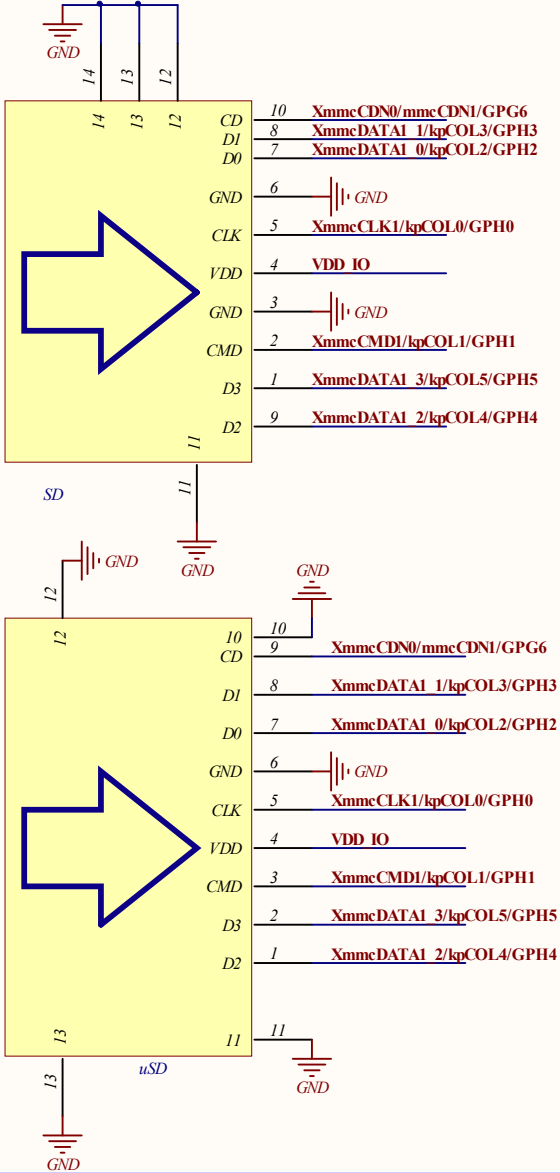 GND
14 13 12
14 13 12
CD 10 XmmcCDN0/mmcCDN1/GPG6
D1 8 XmmcDATA1_1/kpCOL3/GPH3
D0 7 XmmcDATA1_0/kpCOL2/GPH2
GND 6 GND
CLK 5 XmmcCLK1/kpCOL0/GPH0
VDD 4 VDD_IO
GND 3 GND
CMD 2 XmmcCMD1/kpCOL1/GPH1
D3 1 XmmcDATA1_3/kpCOL5/GPH5
D2 9 XmmcDATA1_2/kpCOL4/GPH4
11
11
SD
GND
GND
GND
12
12
10 10
CD 9 XmmcCDN0/mmcCDN1/GPG6
D1 8 XmmcDATA1_1/kpCOL3/GPH3
D0 7 XmmcDATA1_0/kpCOL2/GPH2
GND 6 GND
CLK 5 XmmcCLK1/kpCOL0/GPH0
VDD 4 VDD_IO
CMD 3 XmmcCMD1/kpCOL1/GPH1
D3 2 XmmcDATA1_3/kpCOL5/GPH5
D2 1 XmmcDATA1_2/kpCOL4/GPH4
13
11 11
uSD
13
GND
GND